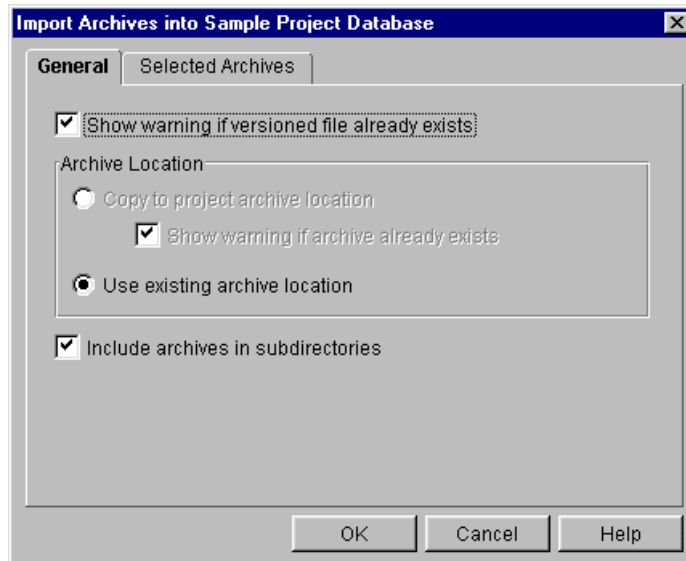 Import Archives into Sample Project Database
General Selected Archives
Show warning if versioned file already exists
Archive Location
Copy to project archive location
Show warning if archive already exists
Use existing archive location
Include archives in subdirectories
OK Cancel Help